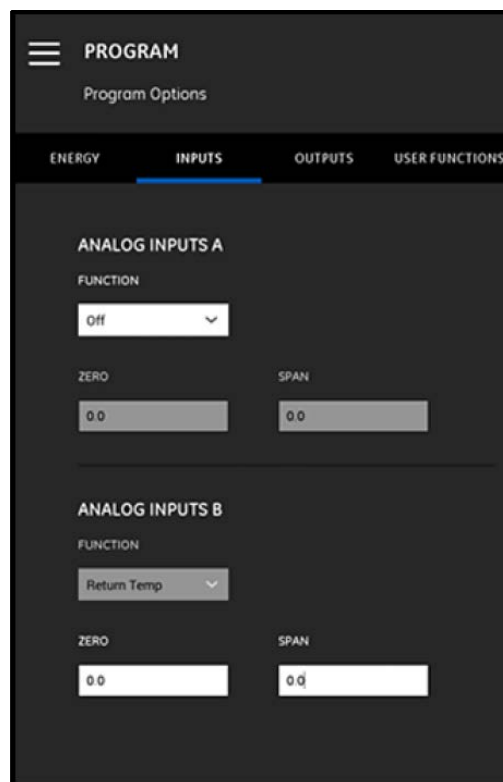 PROGRAM
Program Options
ENERGY INPUTS OUTPUTS USER FUNCTIONS
ANALOG INPUTS A
FUNCTION
Off
ZERO SPAN
0.0 0.0
ANALOG INPUTS B
FUNCTION
Return Temp
ZERO SPAN
0.0 0.0